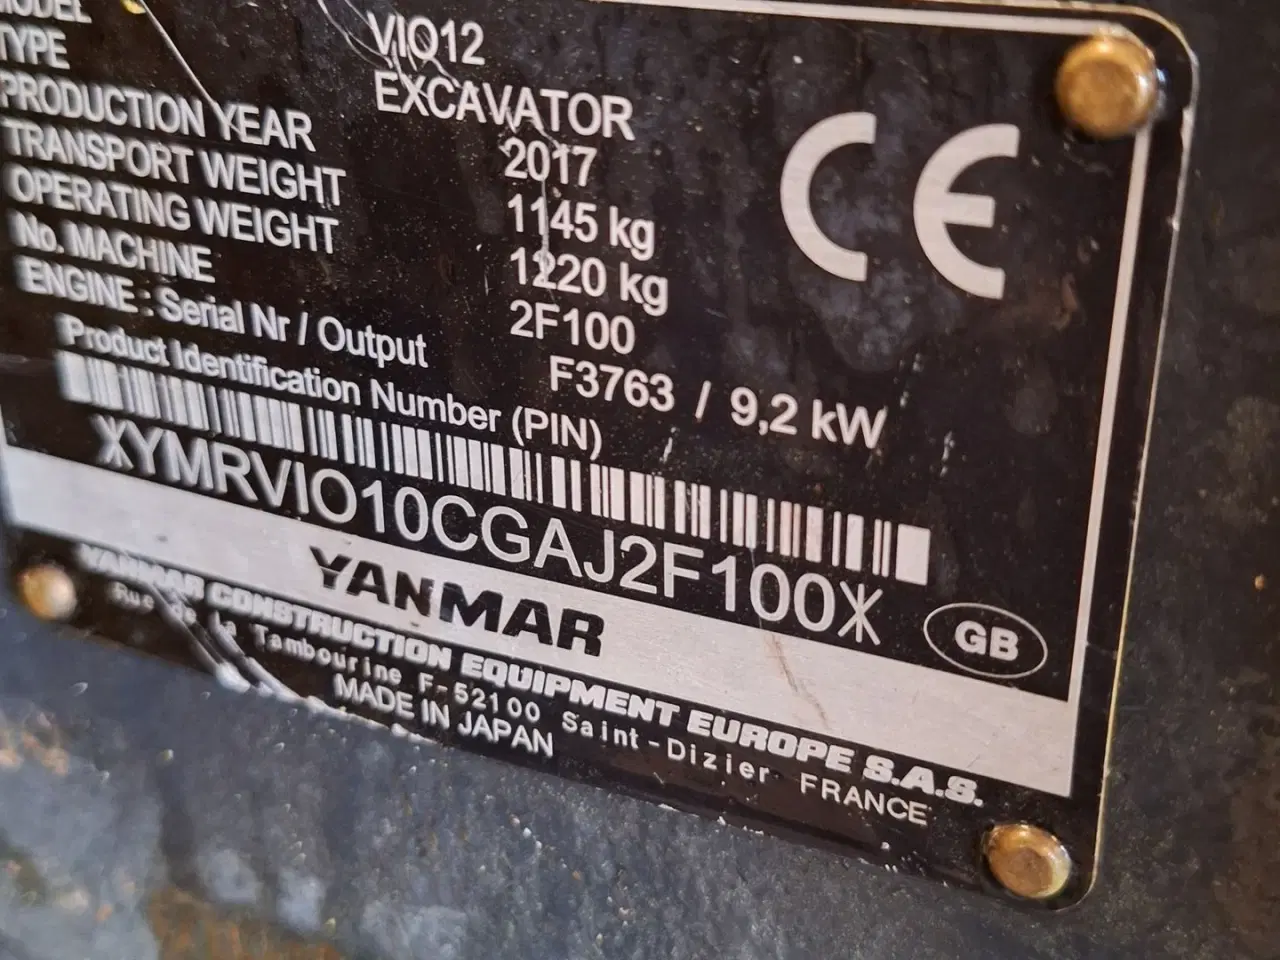 MODEL VIO12
TYPE EXCAVATOR
PRODUCTION YEAR 2017
TRANSPORT WEIGHT 1145 kg
OPERATING WEIGHT 1220 kg
No. MACHINE 2F100
ENGINE : Serial Nr / Output F3763 / 9,2 kW
Product Identification Number (PIN)
YMRVIO10CGAJ2F100
GB
YANMAR
YANMAR CONSTRUCTION EQUIPMENT EUROPE S.A.S.
Rue de La Tambourine F-52100 Saint-Dizier FRANCE
MADE IN JAPAN
CE